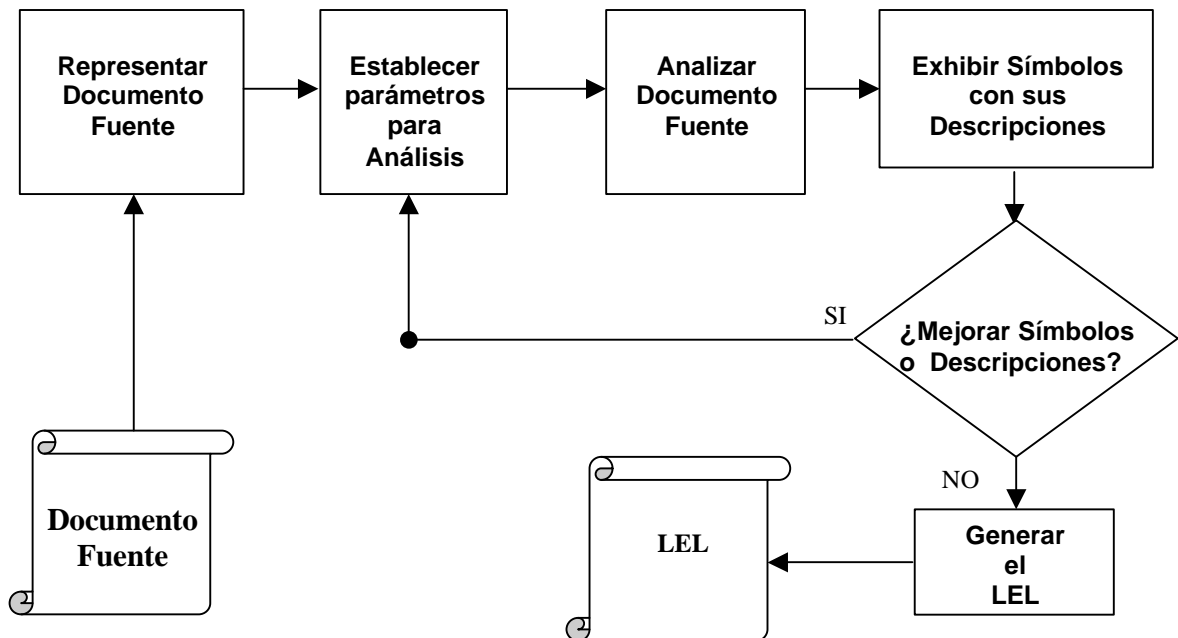 Representar
Documento
Fuente
Establecer
parámetros
para
Análisis
Analizar
Documento
Fuente
Exhibir Símbolos
con sus
Descripciones
SI
¿Mejorar Símbolos
o Descripciones?
NO
Documento
Fuente
LEL
Generar
el
LEL